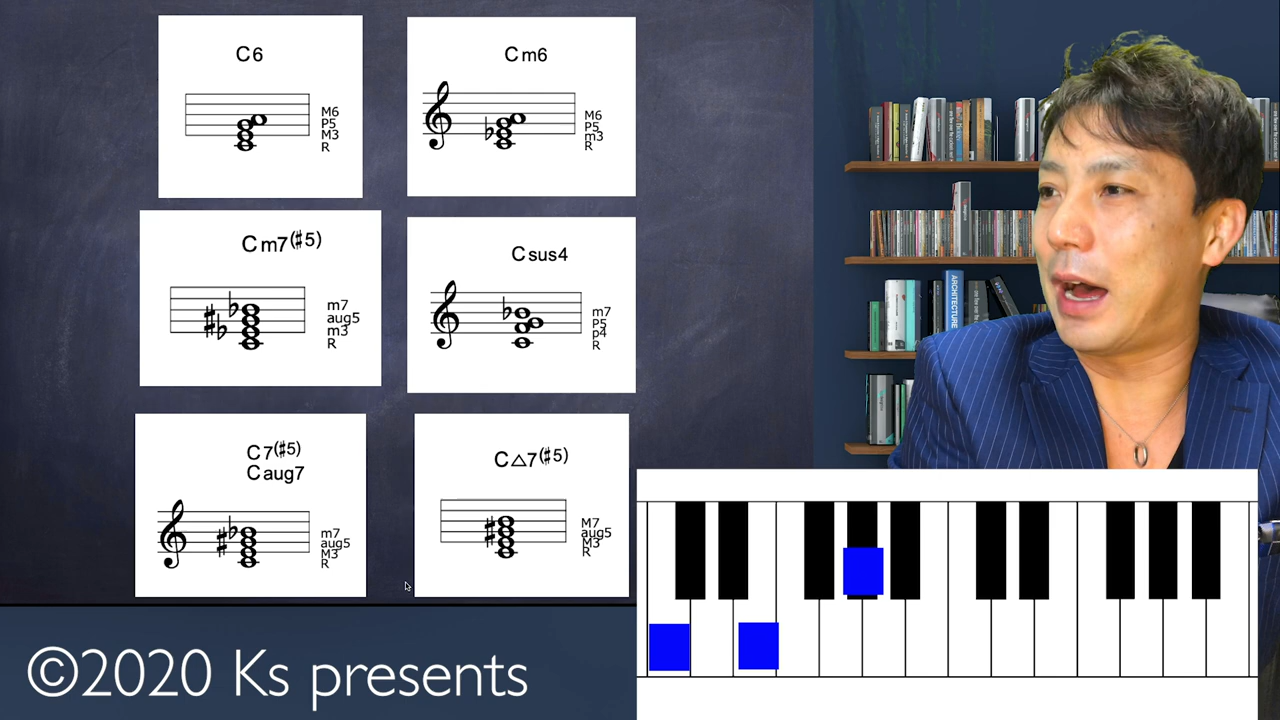 C6
M6
P5
M3
R
Cm6
M6
P5
m3
R
Cm7(♯5)
m7
aug5
m3
R
Csus4
m7
P5
P4
R
C7(♯5)
Caug7
m7
aug5
M3
R
C△7(♯5)
M7
aug5
M3
R
ARCHITECTURE
©2020 Ks presents